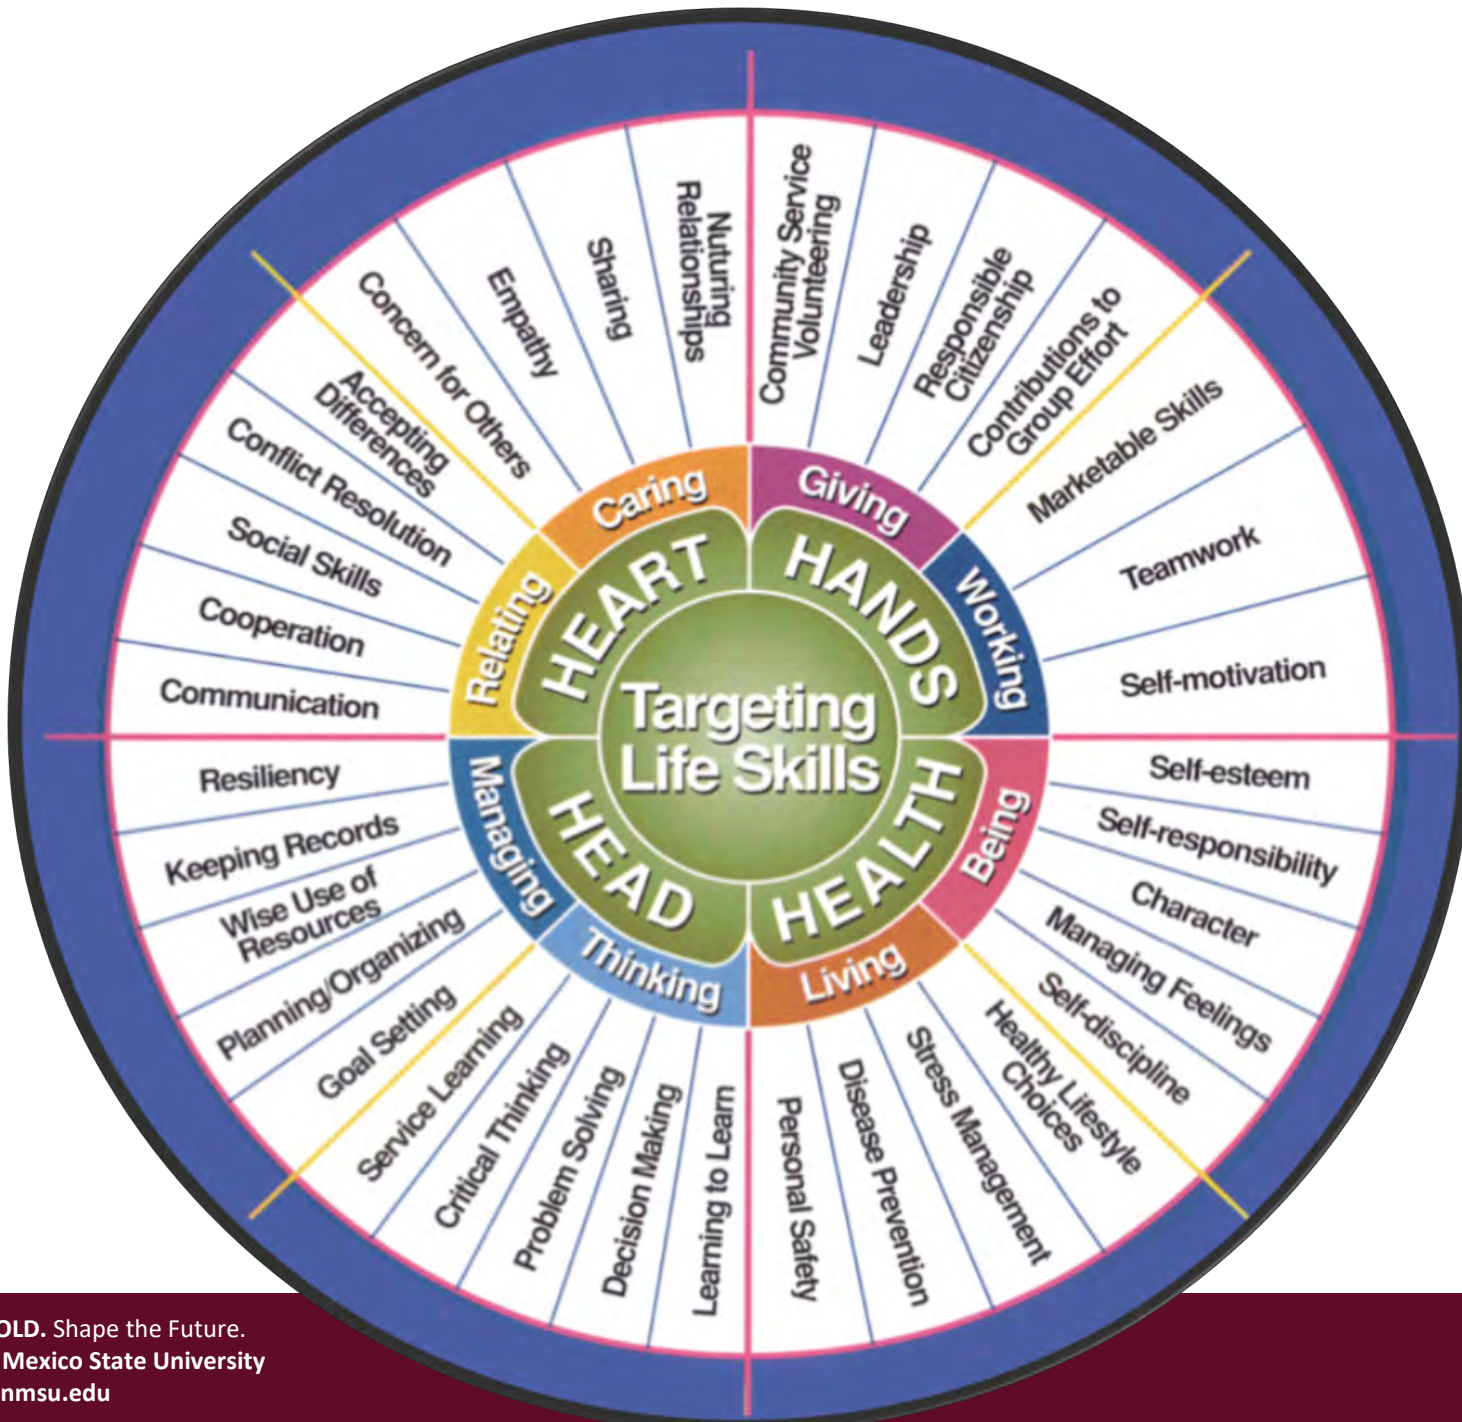 Targeting
Life Skills
HEART
HANDS
HEALTH
HEAD
Caring
Concern for Others
Empathy
Sharing
Nuturing
Relationships
Giving
Community Service
Volunteering
Leadership
Responsible
Citizenship
Contributions to
Group Effort
Working
Marketable Skills
Teamwork
Self-motivation
Being
Self-esteem
Self-responsibility
Character
Managing Feelings
Self-discipline
Living
Healthy Lifestyle
Choices
Stress Management
Disease Prevention
Personal Safety
Thinking
Learning to Learn
Decision Making
Problem Solving
Critical Thinking
Service Learning
Managing
Goal Setting
Planning/Organizing
Wise Use of
Resources
Keeping Records
Resiliency
Relating
Communication
Cooperation
Social Skills
Conflict Resolution
Accepting
Differences
OLD. Shape the Future.
Mexico State University
nmsu.edu